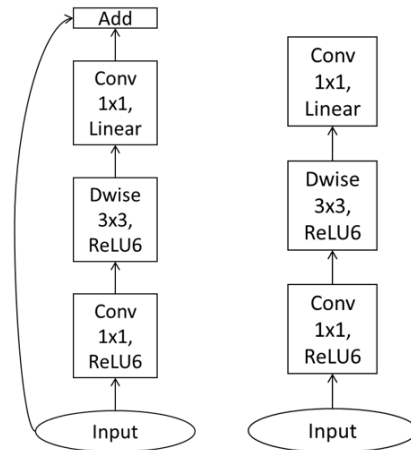 Add
Conv
1x1,
Linear
Dwise
3x3,
ReLU6
Conv
1x1,
ReLU6
Input
Conv
1x1,
Linear
Dwise
3x3,
ReLU6
Conv
1x1,
ReLU6
Input